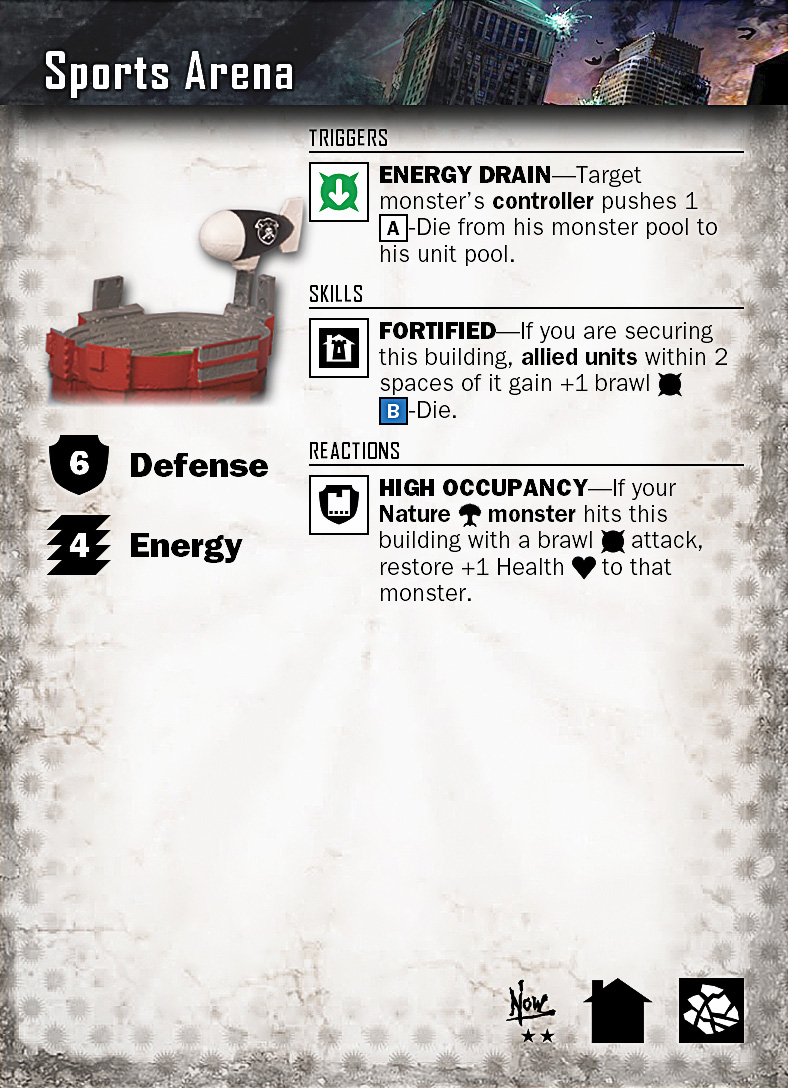 Sports Arena
TRIGGERS
ENERGY DRAIN—Target
monster's controller pushes 1
A-Die from his monster pool to
his unit pool.
SKILLS
FORTIFIED—If you are securing
this building, allied units within 2
spaces of it gain +1 brawl
B-Die.
REACTIONS
HIGH OCCUPANCY—If your
Nature monster hits this
building with a brawl attack,
restore +1 Health to that
monster.
6 Defense
4 Energy
Now